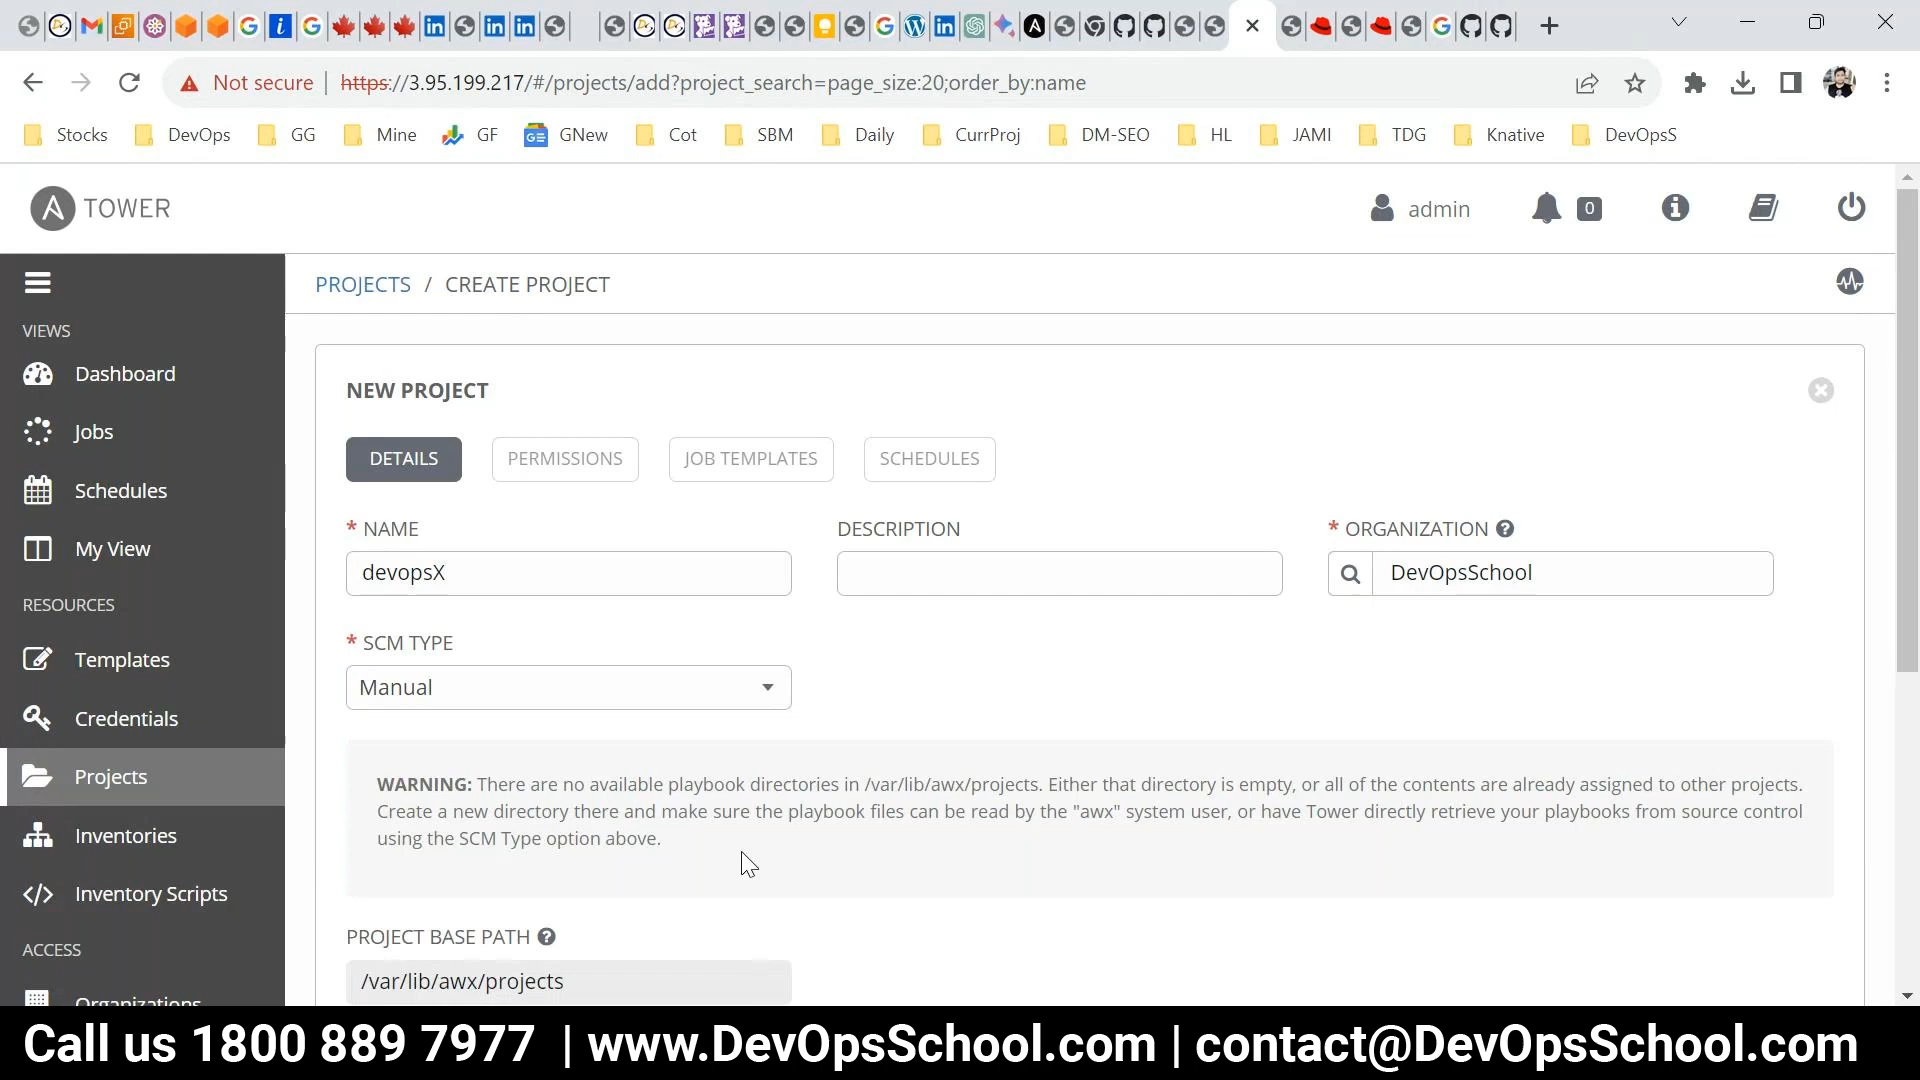 Not secure | https://3.95.199.217/#/projects/add?project_search=page_size:20;order_by:name
Stocks DevOps GG Mine GF GNew Cot SBM Daily CurrProj DM-SEO HL JAMI TDG Knative DevOpsS
A TOWER admin 0
PROJECTS / CREATE PROJECT
VIEWS
Dashboard
Jobs
Schedules
My View
RESOURCES
Templates
Credentials
Projects
Inventories
Inventory Scripts
ACCESS
Organizations
NEW PROJECT
DETAILS PERMISSIONS JOB TEMPLATES SCHEDULES
* NAME DESCRIPTION * ORGANIZATION ?
devopsX DevOpsSchool
* SCM TYPE
Manual
WARNING: There are no available playbook directories in /var/lib/awx/projects. Either that directory is empty, or all of the contents are already assigned to other projects.
Create a new directory there and make sure the playbook files can be read by the "awx" system user, or have Tower directly retrieve your playbooks from source control
using the SCM Type option above.
PROJECT BASE PATH ?
/var/lib/awx/projects
Call us 1800 889 7977 | www.DevOpsSchool.com | contact@DevOpsSchool.com